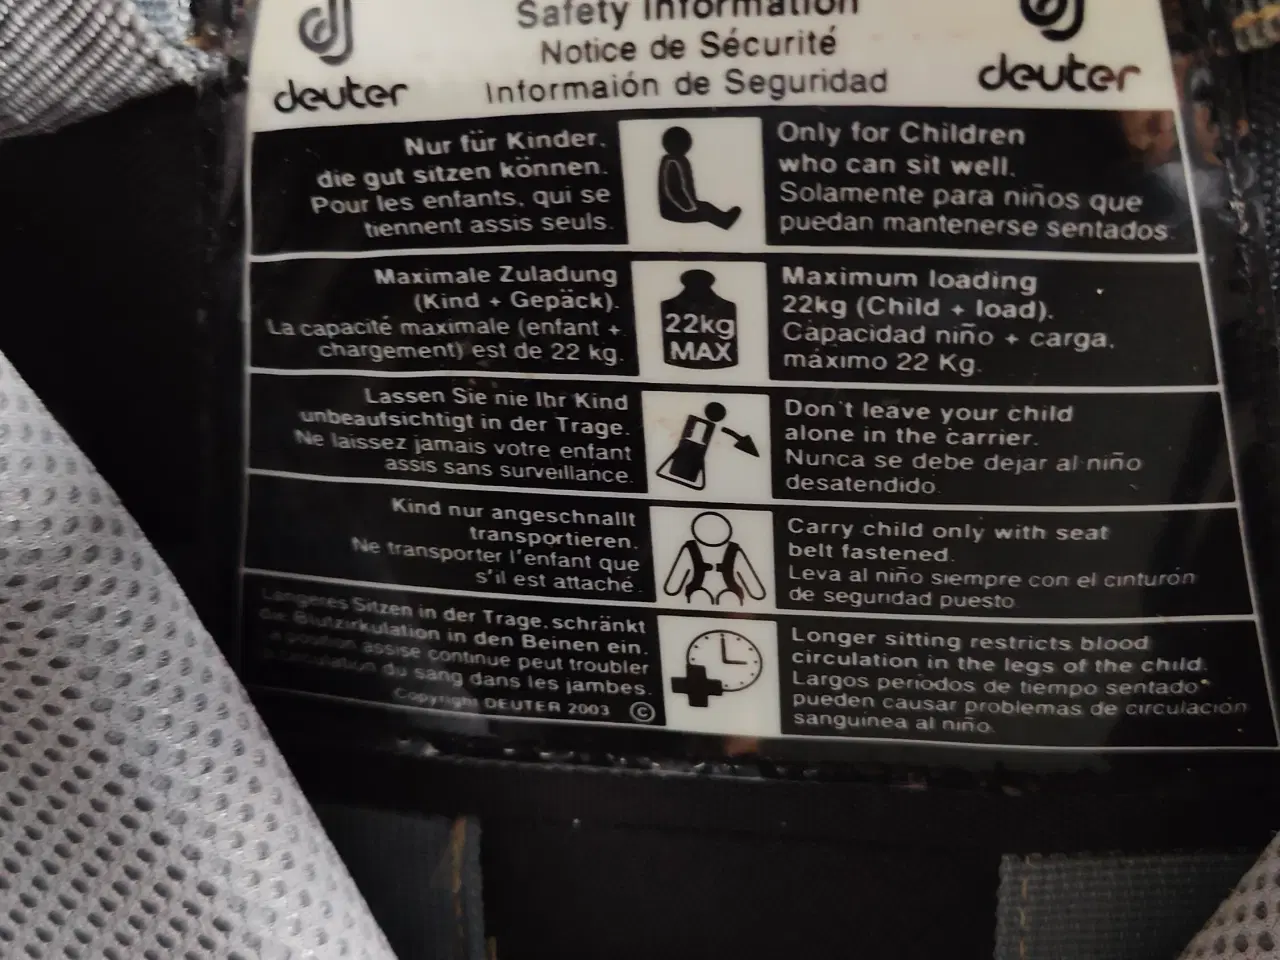 Safety Information
Notice de Sécurité
Informaión de Seguridad
deuter
deuter
Nur für Kinder,
die gut sitzen können.
Pour les enfants, qui se
tiennent assis seuls.
Only for Children
who can sit well.
Solamente para niños que
puedan mantenerse sentados.
Maximale Zuladung
(Kind + Gepäck).
La capacité maximale (enfant +
chargement) est de 22 kg.
22kg
MAX
Maximum loading
22kg (Child + load).
Capacidad niño + carga,
máximo 22 Kg.
Lassen Sie nie Ihr Kind
unbeaufsichtigt in der Trage.
Ne laissez jamais votre enfant
assis sans surveillance.
Don't leave your child
alone in the carrier.
Nunca se debe dejar al niño
desatendido.
Kind nur angeschnallt
transportieren.
Ne transporter l'enfant que
s'il est attaché.
Carry child only with seat
belt fastened.
Leva al niño siempre con el cinturón
de seguridad puesto.
Längeres Sitzen in der Trage, schränkt
die Blutzirkulation in den Beinen ein.
a position assise continue peut troubler
circulation du sang dans les jambes.
Copyright DEUTER 2003 ©
Longer sitting restricts blood
circulation in the legs of the child.
Largos periodos de tiempo sentado
pueden causar problemas de circulación
sanguinea al niño.